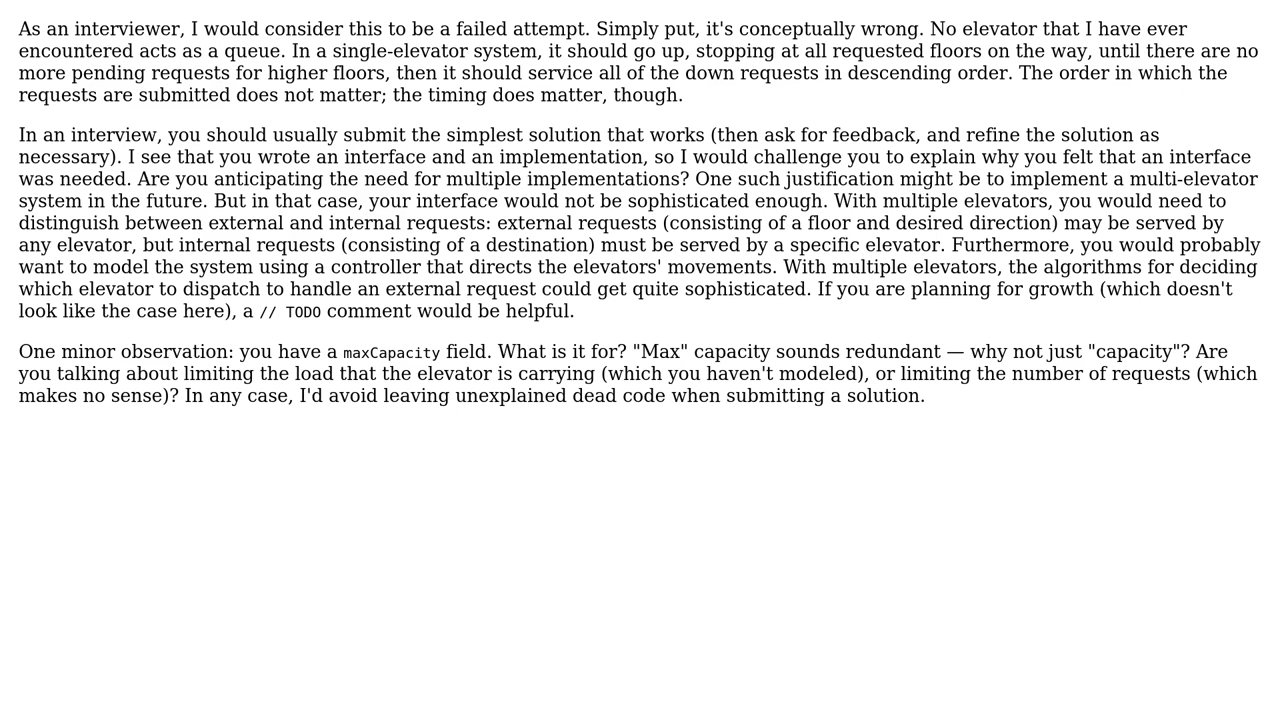 As an interviewer, I would consider this to be a failed attempt. Simply put, it's conceptually wrong. No elevator that I have ever
encountered acts as a queue. In a single-elevator system, it should go up, stopping at all requested floors on the way, until there are no
more pending requests for higher floors, then it should service all of the down requests in descending order. The order in which the
requests are submitted does not matter; the timing does matter, though.
In an interview, you should usually submit the simplest solution that works (then ask for feedback, and refine the solution as
necessary). I see that you wrote an interface and an implementation, so I would challenge you to explain why you felt that an interface
was needed. Are you anticipating the need for multiple implementations? One such justification might be to implement a multi-elevator
system in the future. But in that case, your interface would not be sophisticated enough. With multiple elevators, you would need to
distinguish between external and internal requests: external requests (consisting of a floor and desired direction) may be served by
any elevator, but internal requests (consisting of a destination) must be served by a specific elevator. Furthermore, you would probably
want to model the system using a controller that directs the elevators' movements. With multiple elevators, the algorithms for deciding
which elevator to dispatch to handle an external request could get quite sophisticated. If you are planning for growth (which doesn't
look like the case here), a // TODO comment would be helpful.
One minor observation: you have a maxCapacity field. What is it for? "Max" capacity sounds redundant — why not just "capacity"? Are
you talking about limiting the load that the elevator is carrying (which you haven't modeled), or limiting the number of requests (which
makes no sense)? In any case, I'd avoid leaving unexplained dead code when submitting a solution.